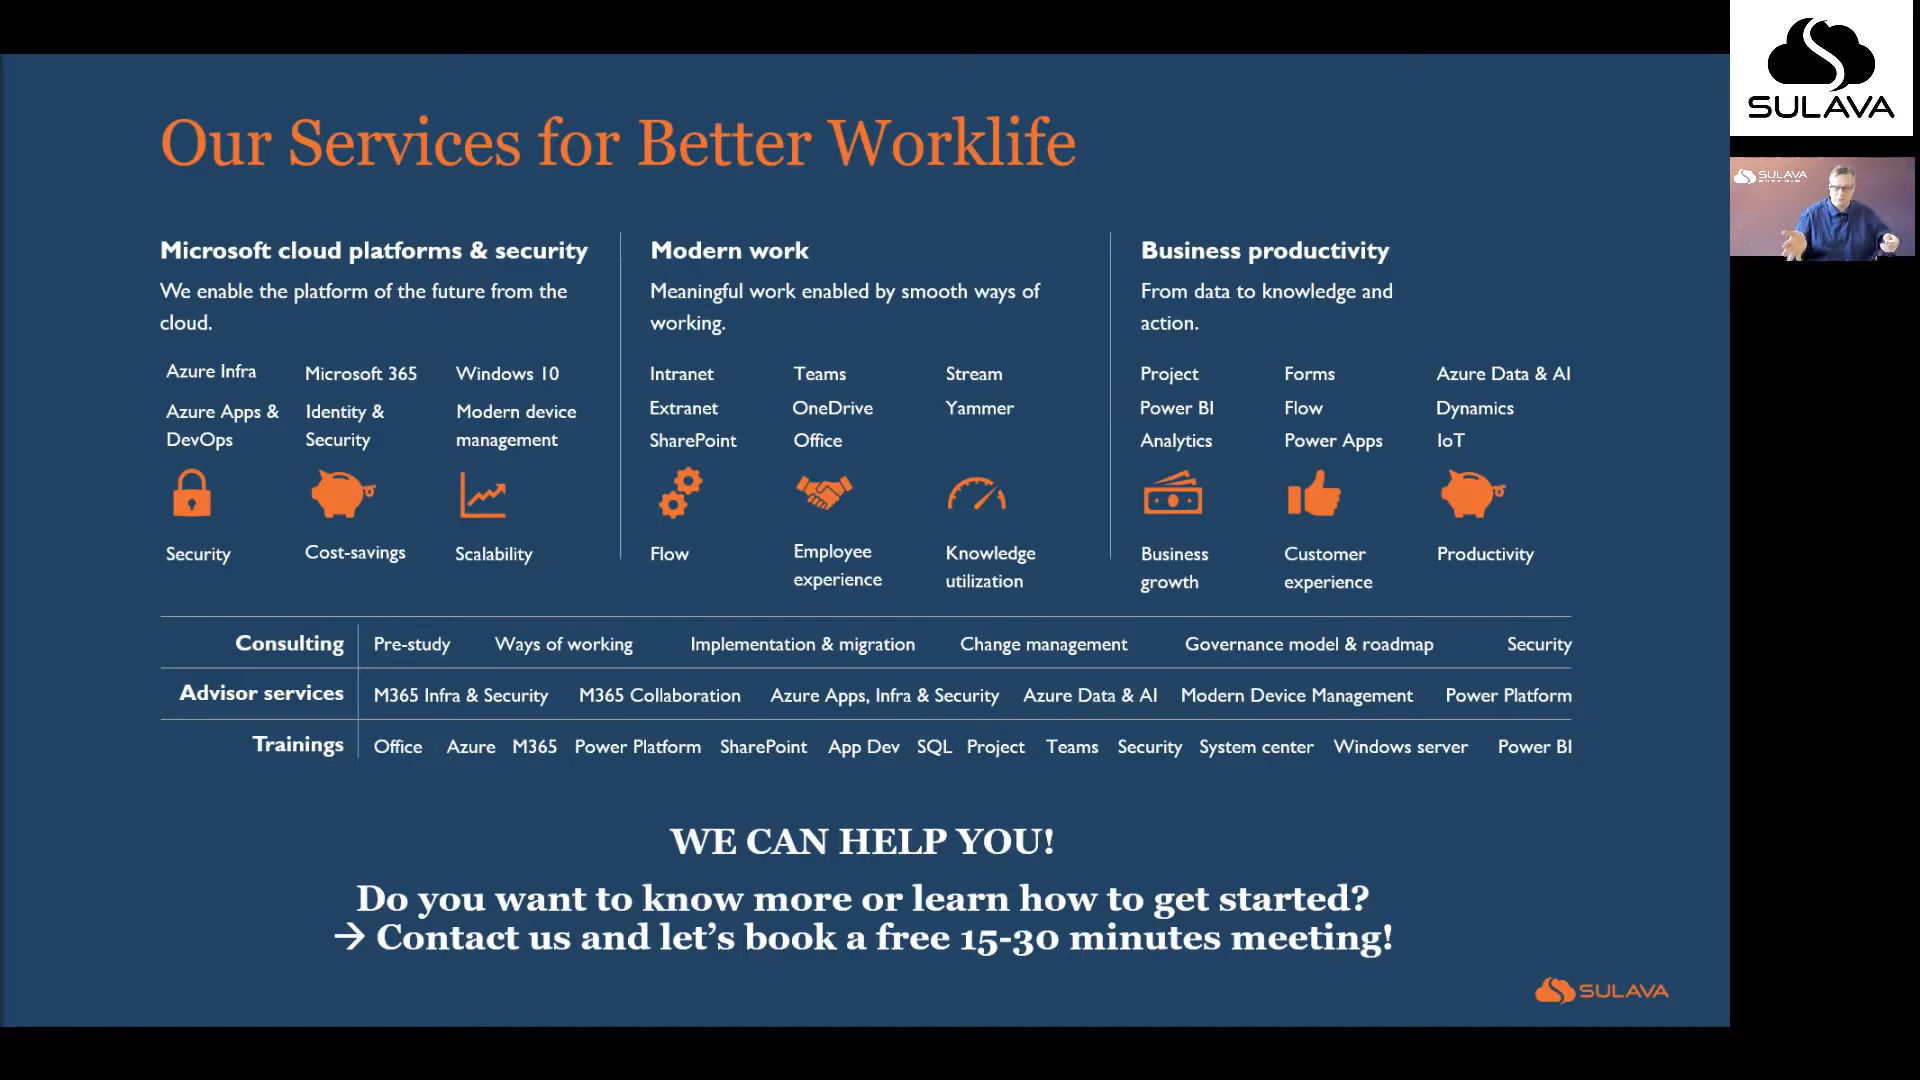 Our Services for Better Worklife
Microsoft cloud platforms & security
We enable the platform of the future from the
cloud.
Azure Infra
Microsoft 365
Windows 10
Azure Apps &
DevOps
Identity &
Security
Modern device
management
Security
Cost-savings
Scalability
Modern work
Meaningful work enabled by smooth ways of
working.
Intranet
Teams
Stream
Extranet
OneDrive
Yammer
SharePoint
Office
Flow
Employee
experience
Knowledge
utilization
Business productivity
From data to knowledge and
action.
Project
Forms
Azure Data & AI
Power BI
Flow
Dynamics
Analytics
Power Apps
IoT
Business
growth
Customer
experience
Productivity
Consulting Pre-study Ways of working Implementation & migration Change management Governance model & roadmap Security
Advisor services M365 Infra & Security M365 Collaboration Azure Apps, Infra & Security Azure Data & AI Modern Device Management Power Platform
Trainings Office Azure M365 Power Platform SharePoint App Dev SQL Project Teams Security System center Windows server Power BI
WE CAN HELP YOU!
Do you want to know more or learn how to get started?
→ Contact us and let’s book a free 15-30 minutes meeting!
SULAVA
SULAVA
SULAVA